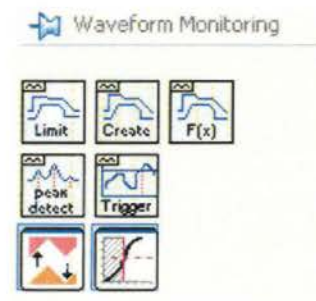 Waveform Monitoring
Limit
Create
F(x)
peak
detect
Trigger